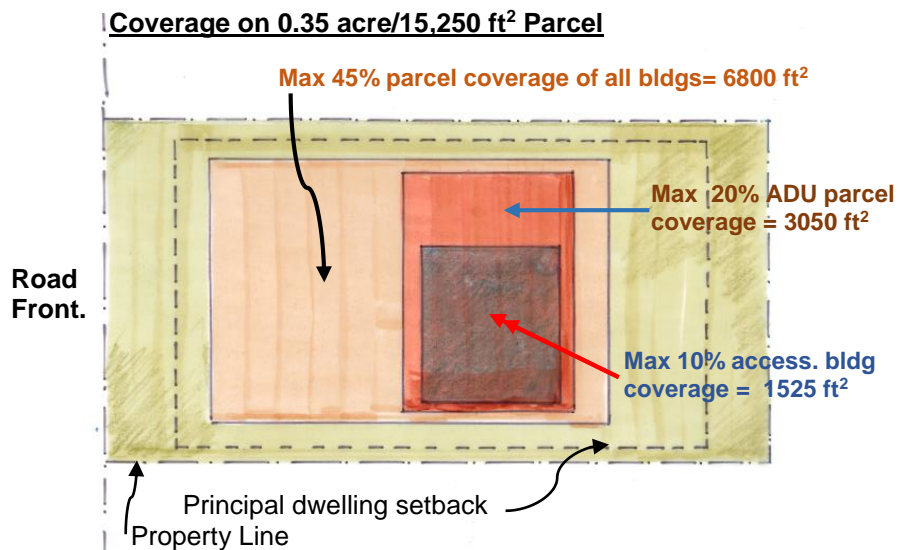 Coverage on 0.35 acre/15,250 ft² Parcel
Max 45% parcel coverage of all bldgs= 6800 ft²
Max 20% ADU parcel
coverage = 3050 ft²
Road
Front.
Max 10% access. bldg
coverage = 1525 ft²
Principal dwelling setback
Property Line